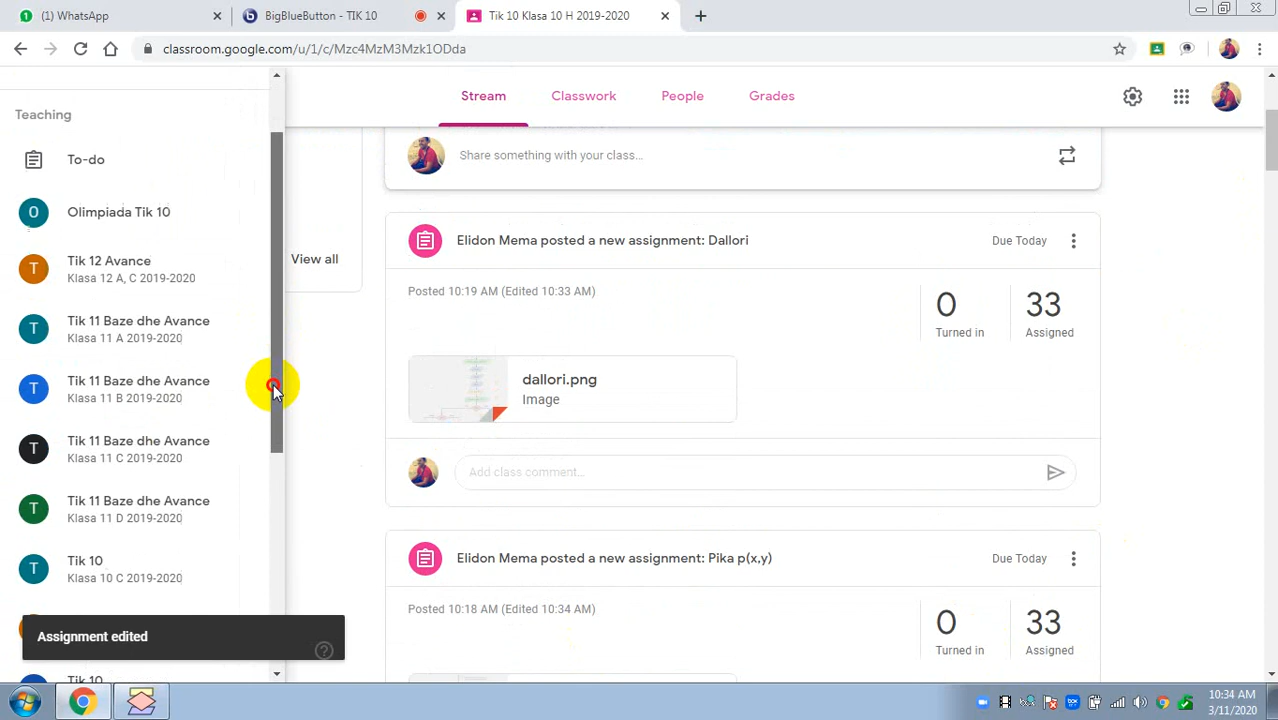 (1) WhatsApp
BigBlueButton - TIK 10
Tik 10 Klasa 10 H 2019-2020
classroom.google.com/u/1/c/Mzc4MzM3Mzk1ODda
Stream
Classwork
People
Grades
Teaching
To-do
O
Olimpiada Tik 10
T
Tik 12 Avance
Klasa 12 A, C 2019-2020
T
Tik 11 Baze dhe Avance
Klasa 11 A 2019-2020
T
Tik 11 Baze dhe Avance
Klasa 11 B 2019-2020
T
Tik 11 Baze dhe Avance
Klasa 11 C 2019-2020
T
Tik 11 Baze dhe Avance
Klasa 11 D 2019-2020
T
Tik 10
Klasa 10 C 2019-2020
Assignment edited
Tik 10
View all
Share something with your class...
Elidon Mema posted a new assignment: Dallori
Due Today
Posted 10:19 AM (Edited 10:33 AM)
0
Turned in
33
Assigned
dallori.png
Image
Add class comment...
Elidon Mema posted a new assignment: Pika p(x,y)
Due Today
Posted 10:18 AM (Edited 10:34 AM)
0
Turned in
33
Assigned
10:34 AM
3/11/2020